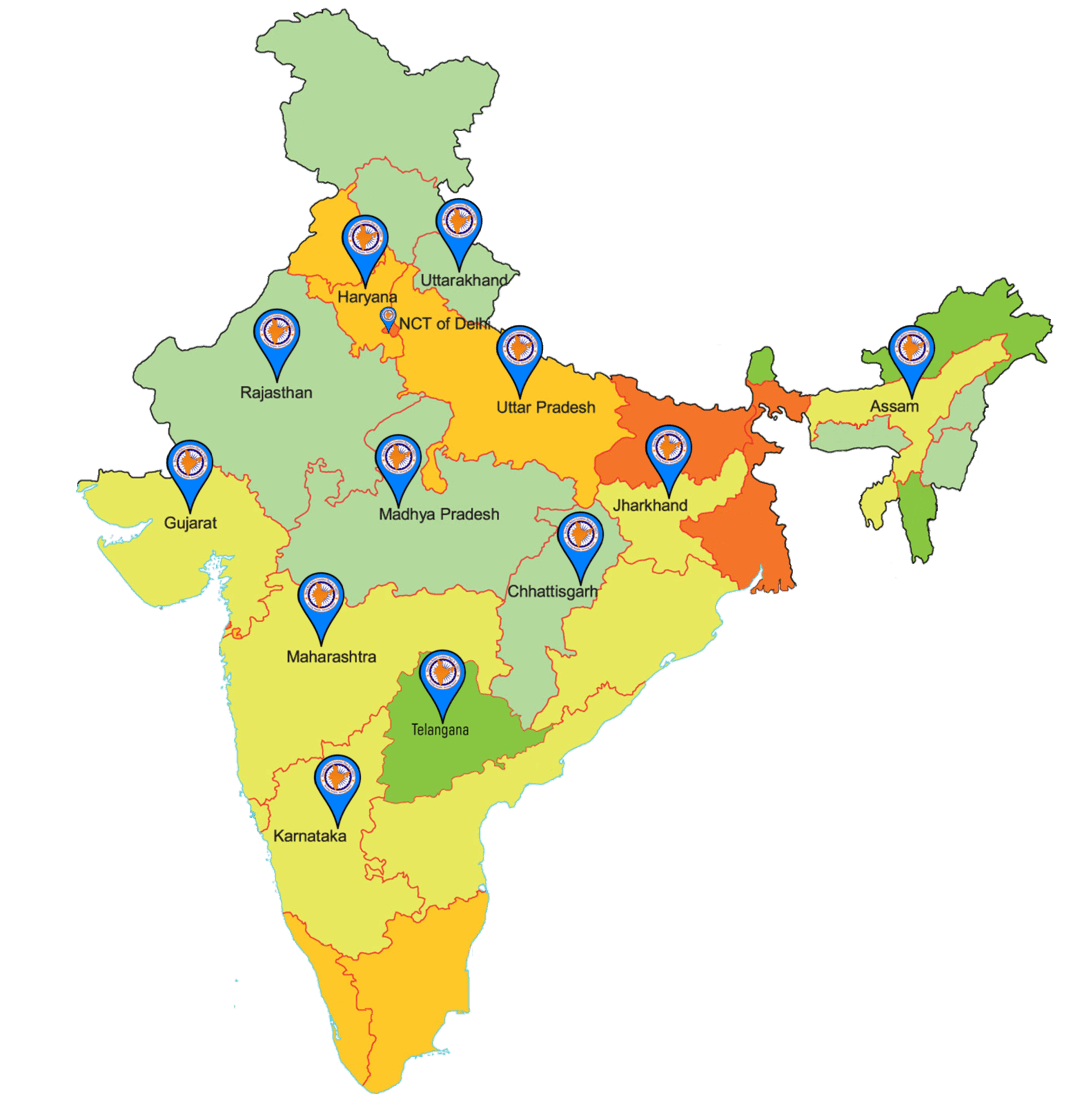 Uttarakhand
Haryana
NCT of Delhi
Rajasthan
Uttar Pradesh
Assam
Jharkhand
Madhya Pradesh
Gujarat
Chhattisgarh
Maharashtra
Telangana
Karnataka